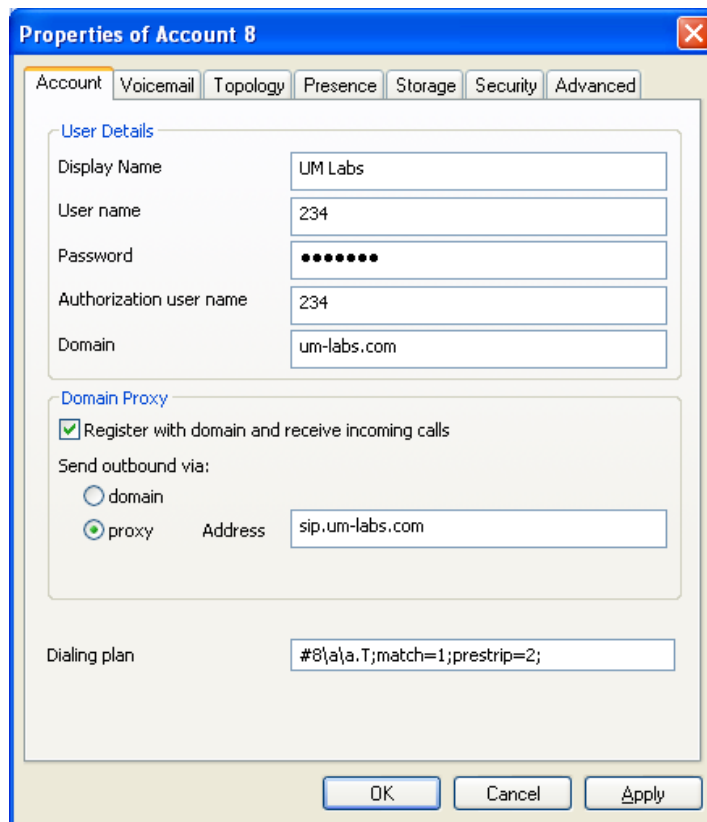 Properties of Account 8
Account Voicemail Topology Presence Storage Security Advanced
User Details
Display Name UM Labs
User name 234
Password •••••••
Authorization user name 234
Domain um-labs.com
Domain Proxy
Register with domain and receive incoming calls
Send outbound via:
domain
proxy Address sip.um-labs.com
Dialing plan #8\a\a.T;match=1;prestrip=2;
OK Cancel Apply